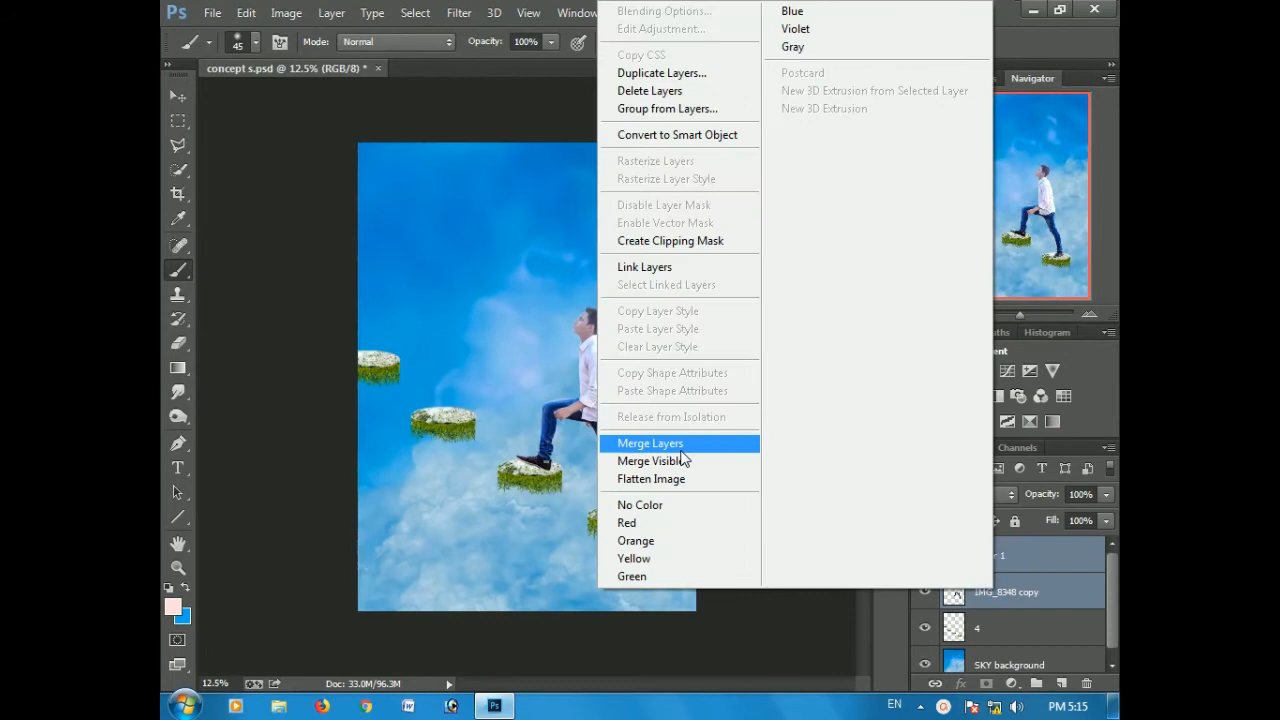 Ps File Edit Image Layer Type Select Filter 3D View Window
45 Mode: Normal Opacity: 100%
concept s.psd @ 12.5% (RGB/8) * ×
Blending Options...
Edit Adjustment...
Copy CSS
Duplicate Layers...
Delete Layers
Group from Layers...
Convert to Smart Object
Rasterize Layers
Rasterize Layer Style
Disable Layer Mask
Enable Vector Mask
Create Clipping Mask
Link Layers
Select Linked Layers
Copy Layer Style
Paste Layer Style
Clear Layer Style
Copy Shape Attributes
Paste Shape Attributes
Release from Isolation
Merge Layers
Merge Visible
Flatten Image
No Color
Red
Orange
Yellow
Green
Blue
Violet
Gray
Postcard
New 3D Extrusion from Selected Layer
New 3D Extrusion
Navigator
Histogram
Channels
Opacity: 100%
Fill: 100%
1
IMG_8348 copy
4
SKY background
12.5% Doc: 33.0M/96.3M
EN PM 5:15